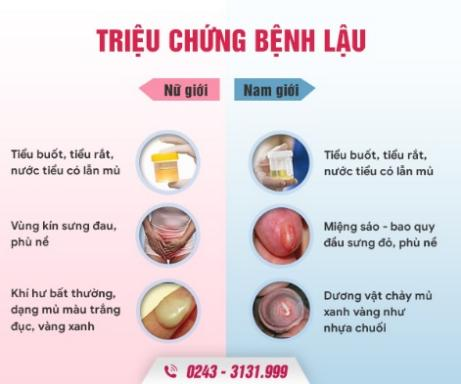 TRIỆU CHỨNG BỆNH LẬU
Nữ giới
Nam giới
Tiểu buốt, tiểu rắt,
nước tiểu có lẫn mủ
Tiểu buốt, tiểu rắt,
nước tiểu có lẫn mủ
Vùng kín sưng đau,
phù nề
Miệng sáo - bao quy
đầu sưng đỏ, phù nề
Khí hư bất thường,
dạng mủ màu trắng
đục, vàng xanh
Dương vật chảy mủ
xanh vàng như
nhựa chuối
0243 - 3131.999